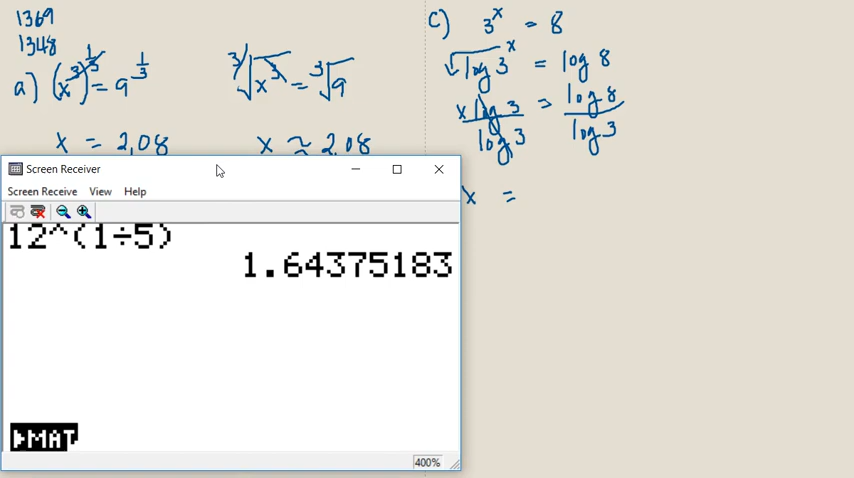 1369
1348
a) (x^3)^{1/3} = 9^{1/3}
x = 2,08
∛x^3 = ∛9
x ≈ 2.08
c) 3^x = 8
log 3^x = log 8
x log 3 / log 3 = log 8 / log 3
x =
Screen Receiver
Screen Receive View Help
12^(1÷5)
1.64375183
►MAT
400%